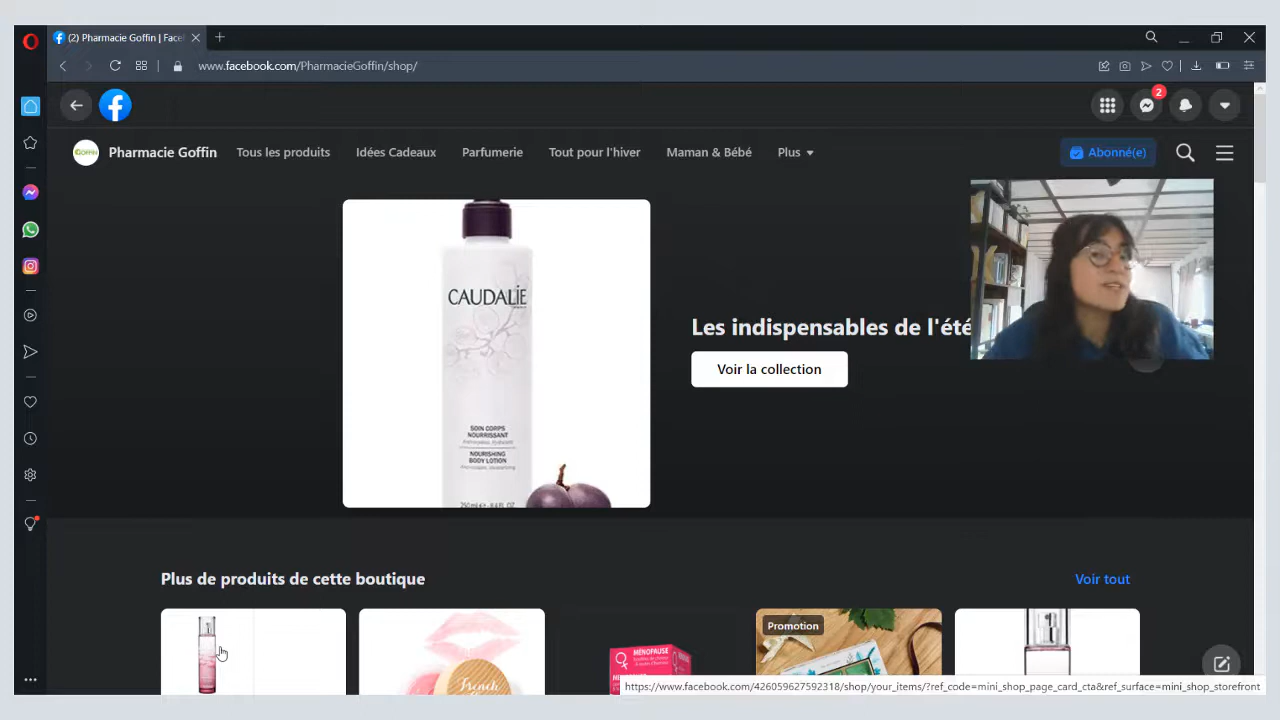 (2) Pharmacie Goffin | Face
www.facebook.com/PharmacieGoffin/shop/
2
GOFFIN
Pharmacie Goffin
Tous les produits
Idées Cadeaux
Parfumerie
Tout pour l'hiver
Maman & Bébé
Plus
Abonné(e)
CAUDALIE
SOIN CORPS
NOURRISSANT
NOURISHING
BODY LOTION
Les indispensables de l'été
Voir la collection
Plus de produits de cette boutique
Voir tout
French
MÉNOPAUSE
Promotion
https://www.facebook.com/426059627592318/shop/your_items/?ref_code=mini_shop_page_card_cta&ref_surface=mini_shop_storefront